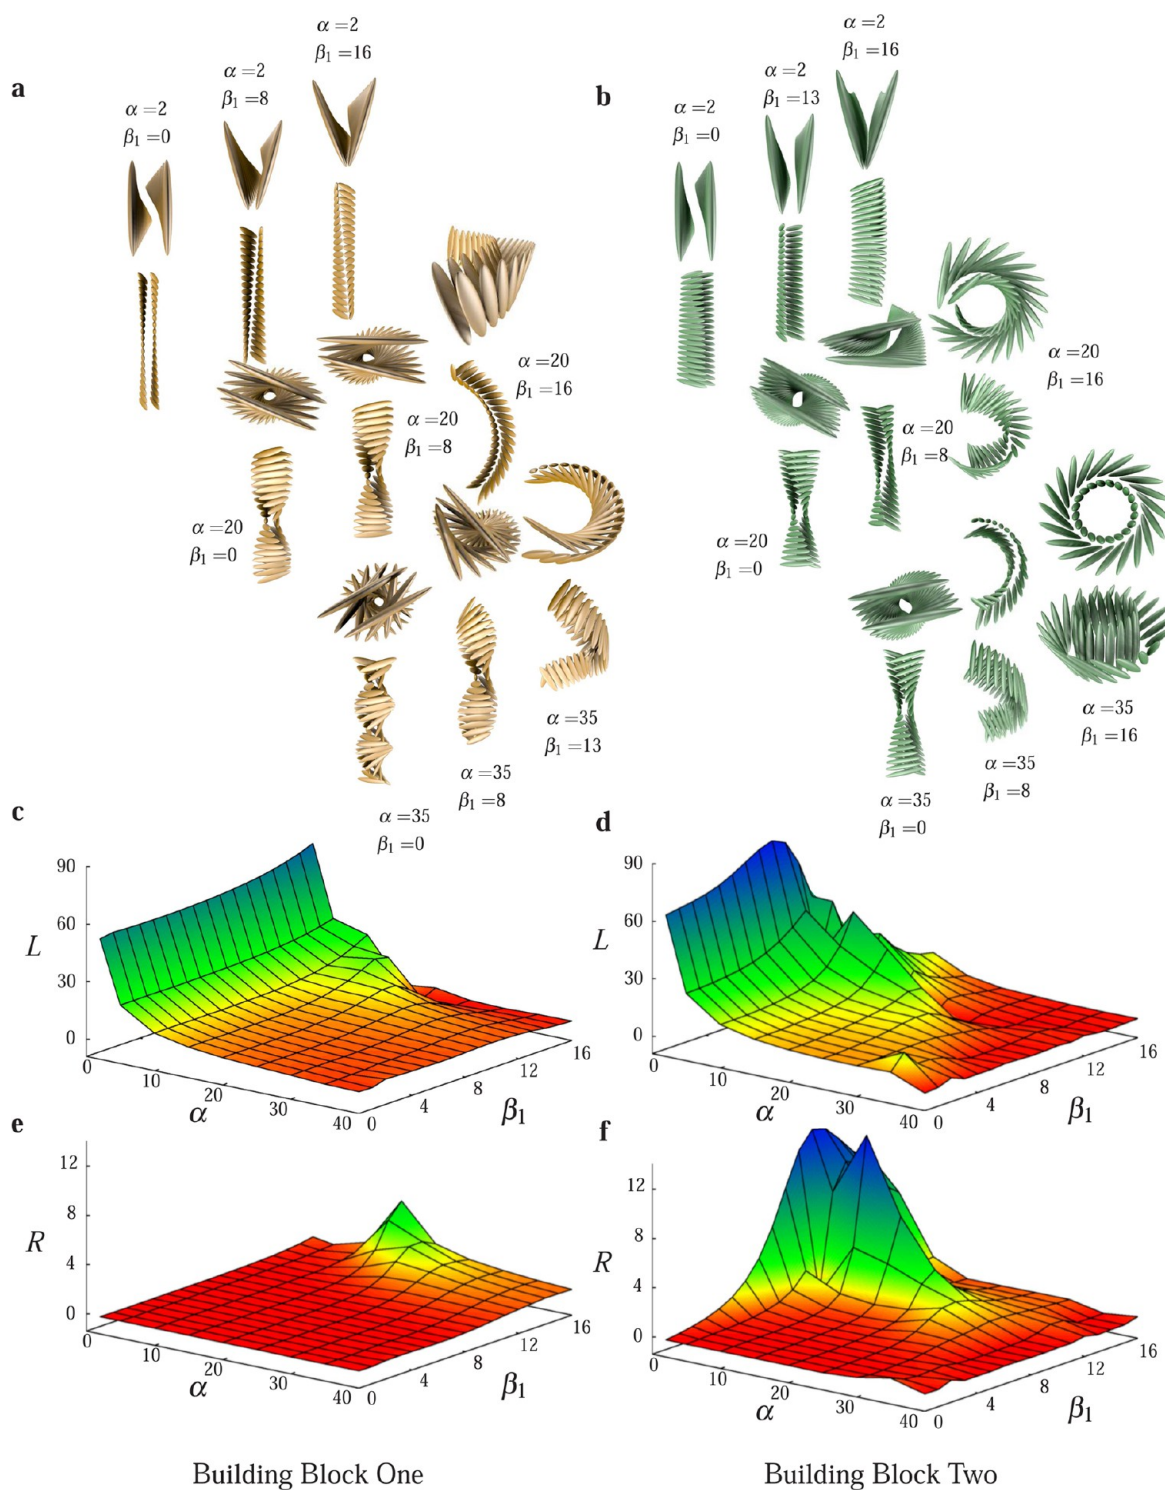 a
α =2
β₁ =0
α =2
β₁ =8
α =2
β₁ =16
α =20
β₁ =16
α =20
β₁ =8
α =20
β₁ =0
α =35
β₁ =13
α =35
β₁ =8
α =35
β₁ =0
b
α =2
β₁ =0
α =2
β₁ =13
α =2
β₁ =16
α =20
β₁ =16
α =20
β₁ =8
α =20
β₁ =0
α =35
β₁ =16
α =35
β₁ =8
α =35
β₁ =0
c
90
60
L
30
0
0
10
20
30
40
α
0
4
8
12
16
β₁
d
90
60
L
30
0
0
10
20
30
40
α
0
4
8
12
16
β₁
e
12
8
R
4
0
0
10
20
30
40
α
0
4
8
12
16
β₁
f
12
8
R
4
0
0
10
20
30
40
α
0
4
8
12
16
β₁
Building Block One
Building Block Two